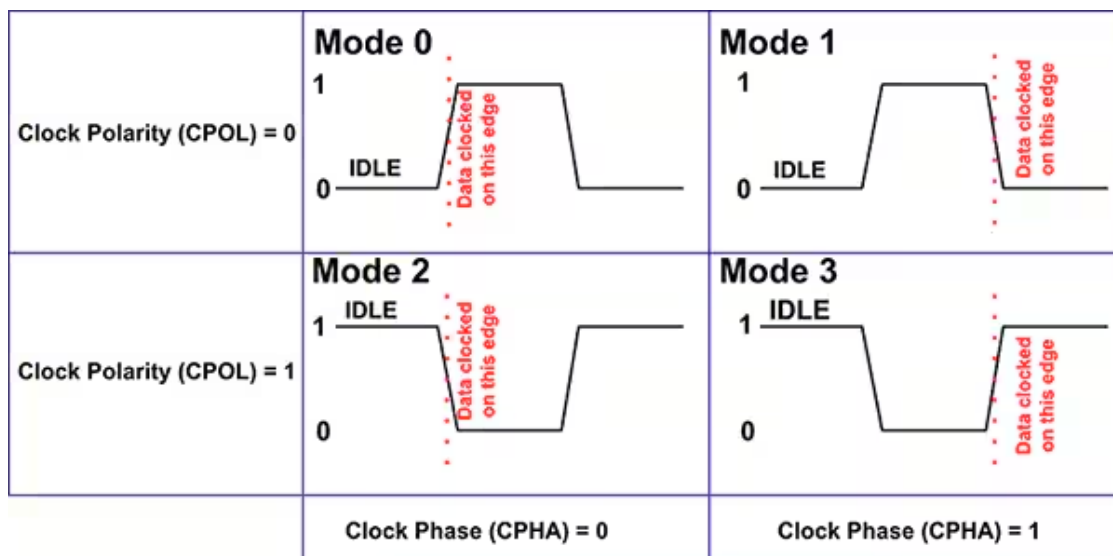 Mode 0
Mode 1
1
Data clocked
on this edge
1
Data clocked
on this edge
Clock Polarity (CPOL) = 0
IDLE
0
IDLE
0
Mode 2
Mode 3
IDLE
1
Data clocked
on this edge
IDLE
1
Data clocked
on this edge
Clock Polarity (CPOL) = 1
0
0
Clock Phase (CPHA) = 0
Clock Phase (CPHA) = 1